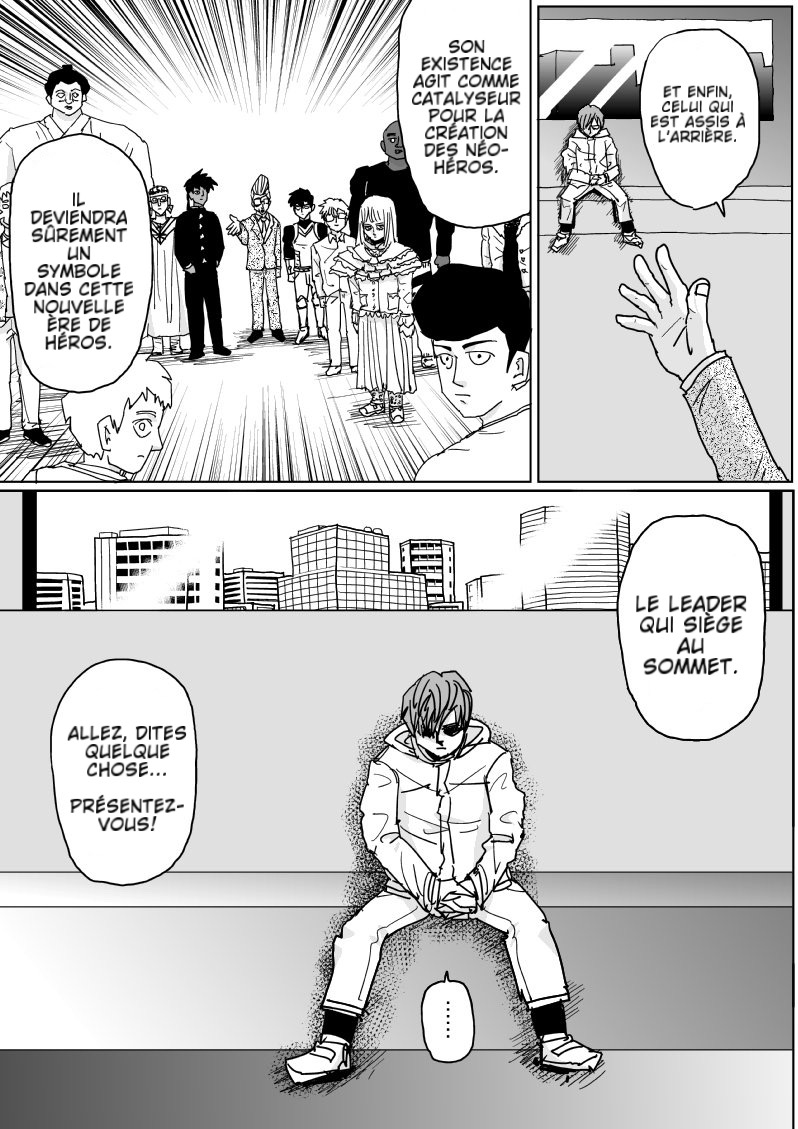 ET ENFIN,
CELUI QUI
EST ASSIS À
L'ARRIÈRE.
SON
EXISTENCE
AGIT COMME
CATALYSEUR
POUR LA
CRÉATION
DES NÉO-
HÉROS.
IL
DEVIENDRA
SÛREMENT
UN
SYMBOLE
DANS CETTE
NOUVELLE
ÈRE DE
HÉROS.
LE LEADER
QUI SIÈGE
AU
SOMMET.
ALLEZ, DITES
QUELQUE
CHOSE...
PRÉSENTEZ-
VOUS!
......